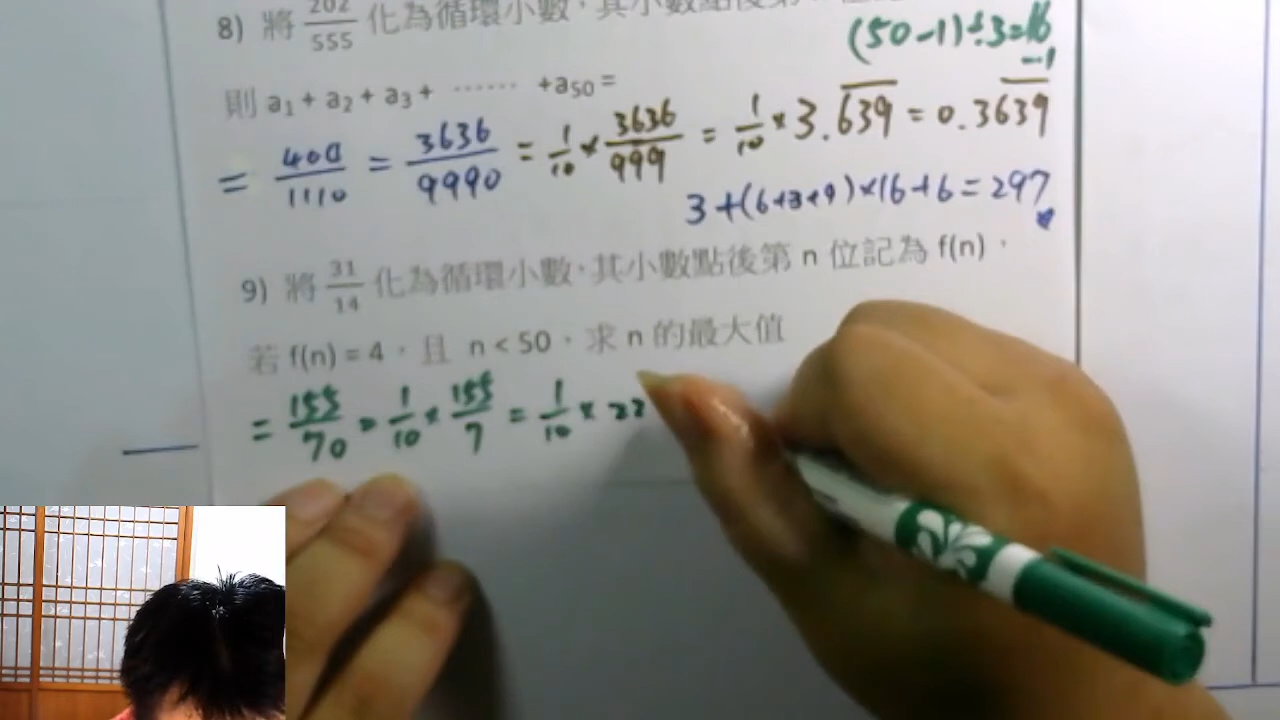 8) 將 202/555 化為循環小數，其小數點後第
(50-1)÷3=16
…1
則 a₁ + a₂ + a₃ + …… +a₅₀ =
= 404/1110 = 3636/9990 = 1/10 × 3636/999 = 1/10 × 3.639 = 0.3639
3+(6+3+9)×16+6=297
9) 將 31/14 化為循環小數，其小數點後第 n 位記為 f(n)，
若 f(n) = 4，且 n < 50，求 n 的最大值
= 155/70 = 1/10 × 155/7 = 1/10 × 22